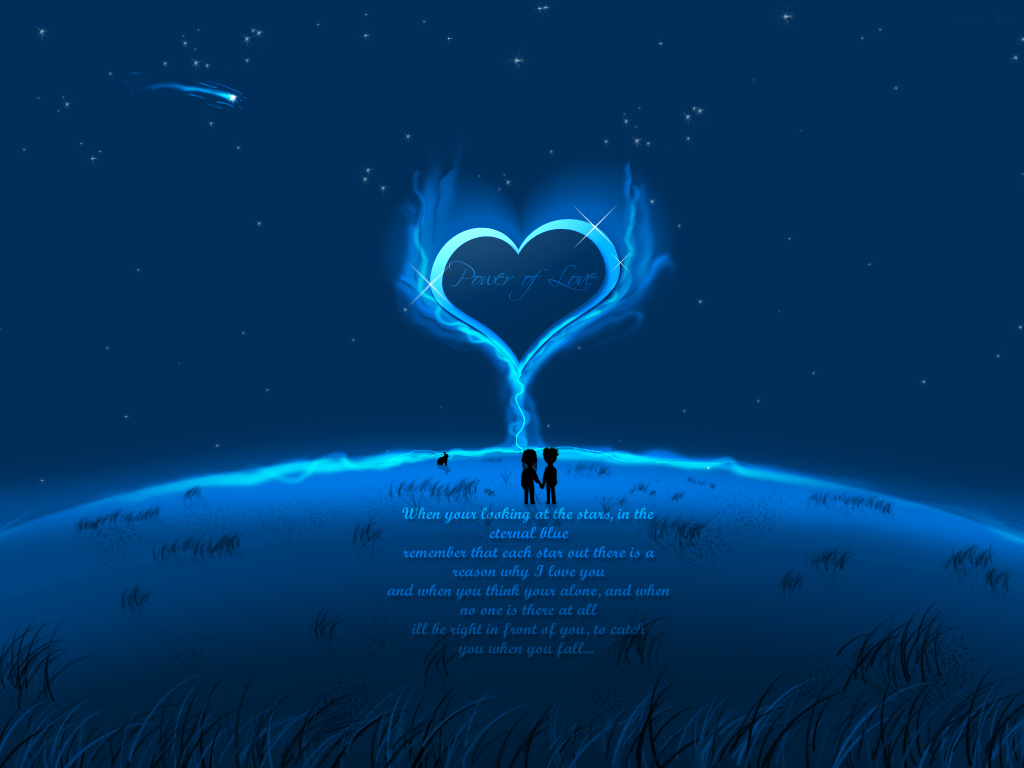 Power of Love
When your looking at the stars, in the
eternal blue
remember that each star out there is a
reason why I love you
and when you think your alone, and when
no one is there at all
ill be right in front of you, to catch
you when you fall...